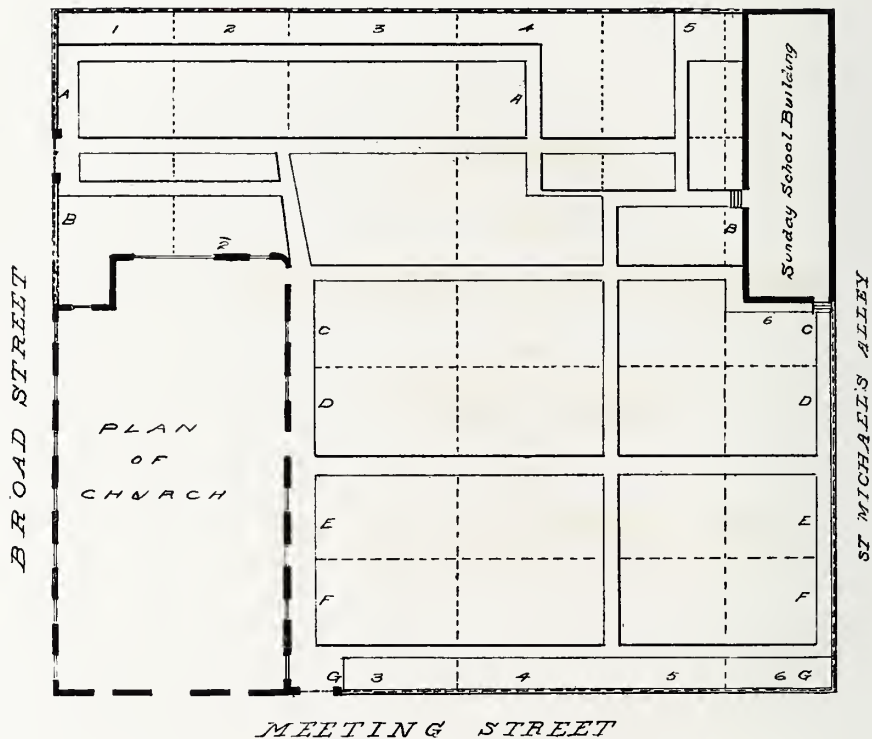 1 2 3 4 5
Sunday School Building
A A
B B
C 6 C
D D
PLAN
OF
CHURCH
E E
F F
G 3 4 5 6 G
BROAD STREET
ST MICHAEL'S ALLEY
MEETING STREET